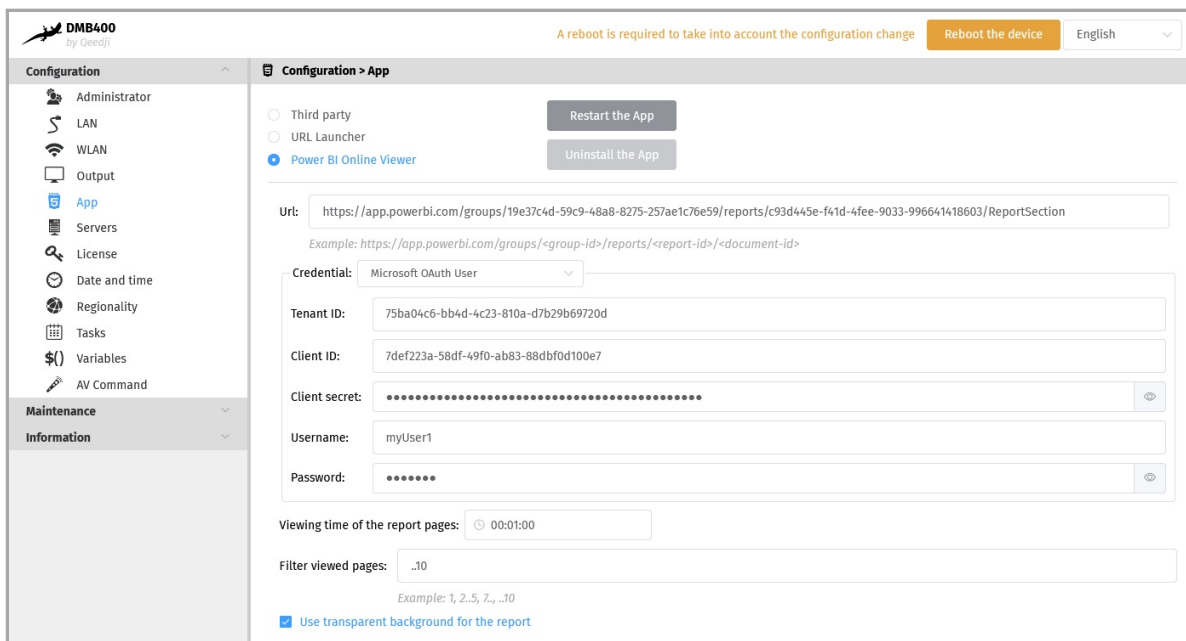 DMB400
by Qeedji
A reboot is required to take into account the configuration change
Reboot the device
English
Configuration
Administrator
LAN
WLAN
Output
App
Servers
License
Date and time
Regionality
Tasks
$() Variables
AV Command
Maintenance
Information
Configuration > App
Third party
URL Launcher
Power BI Online Viewer
Restart the App
Uninstall the App
Url: https://app.powerbi.com/groups/19e37c4d-59c9-48a8-8275-257ae1c76e59/reports/c93d445e-f41d-4fee-9033-996641418603/ReportSection
Example: https://app.powerbi.com/groups/<group-id>/reports/<report-id>/<document-id>
Credential: Microsoft OAuth User
Tenant ID: 75ba04c6-bb4d-4c23-810a-d7b29b69720d
Client ID: 7def223a-58df-49f0-ab83-88dbf0d100e7
Client secret: ●●●●●●●●●●●●●●●●●●●●●●●●●●●●●●●●●●●●●●●●●●●●
Username: myUser1
Password: ●●●●●●●
Viewing time of the report pages: 00:01:00
Filter viewed pages: ..10
Example: 1, 2..5, 7.., ..10
Use transparent background for the report